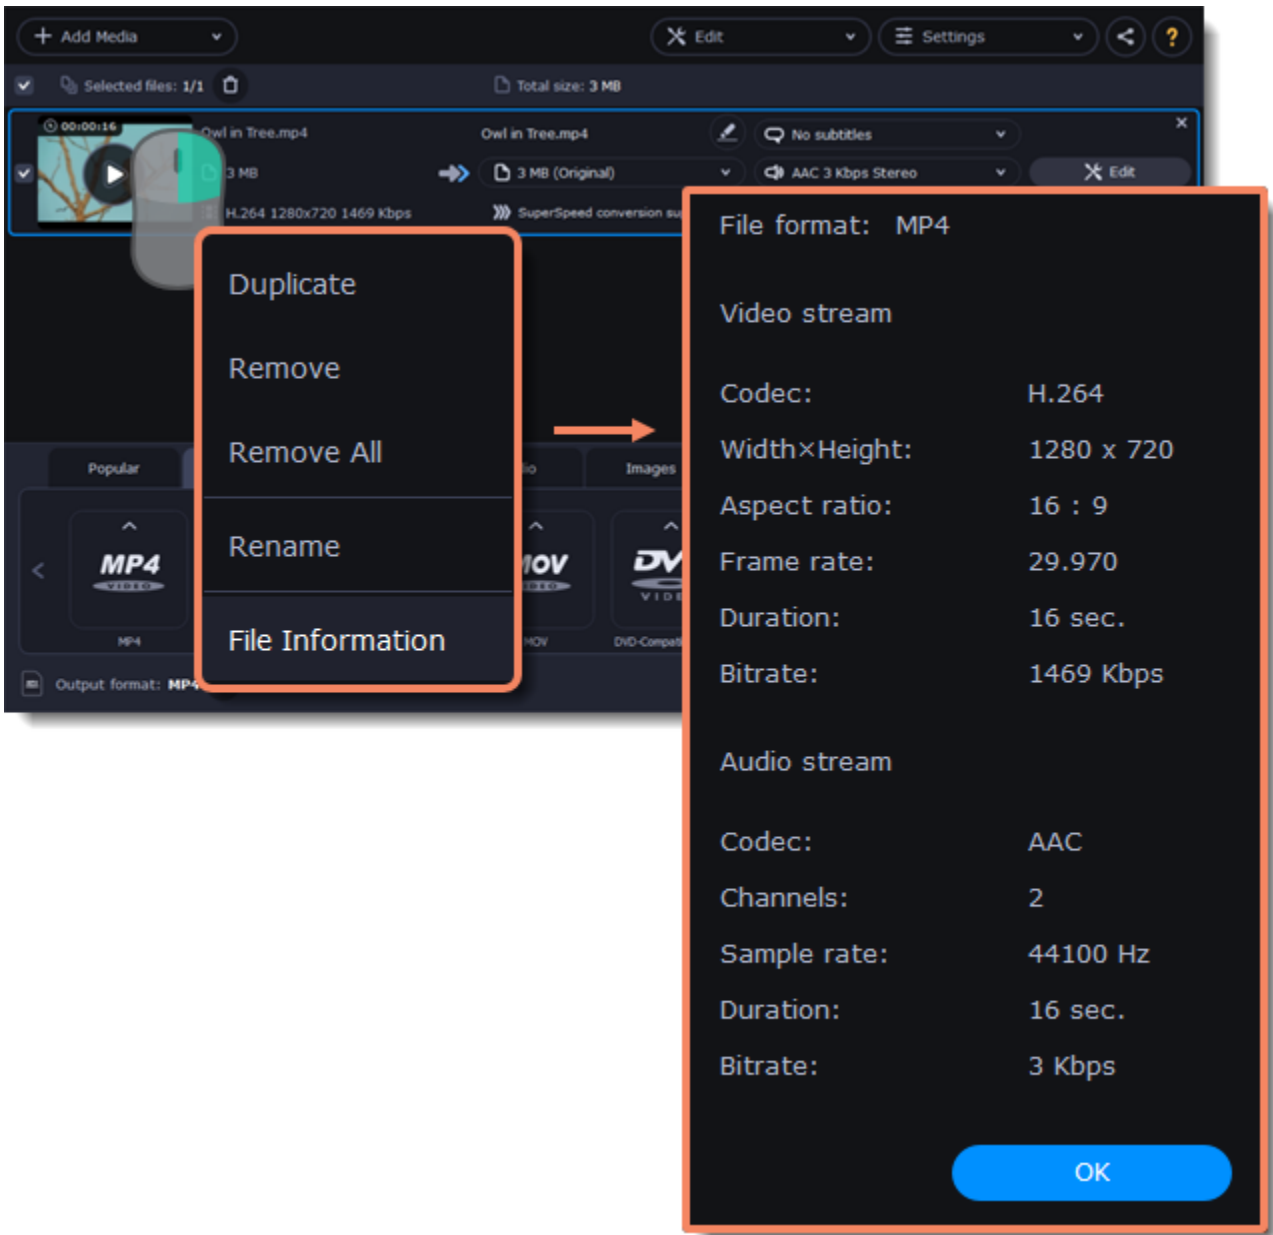 Add Media
Edit
Settings
?
Selected files: 1/1
Total size: 3 MB
00:00:16
Owl in Tree.mp4
Owl in Tree.mp4
No subtitles
3 MB
3 MB (Original)
AAC 3 Kbps Stereo
Edit
H.264 1280x720 1469 Kbps
SuperSpeed conversion
Duplicate
Remove
Remove All
Rename
File Information
Popular
Images
MP4
VIDEO
MP4
MOV
DVD-Compati
Output format: MP4
File format: MP4
Video stream
Codec: H.264
Width×Height: 1280 x 720
Aspect ratio: 16 : 9
Frame rate: 29.970
Duration: 16 sec.
Bitrate: 1469 Kbps
Audio stream
Codec: AAC
Channels: 2
Sample rate: 44100 Hz
Duration: 16 sec.
Bitrate: 3 Kbps
OK